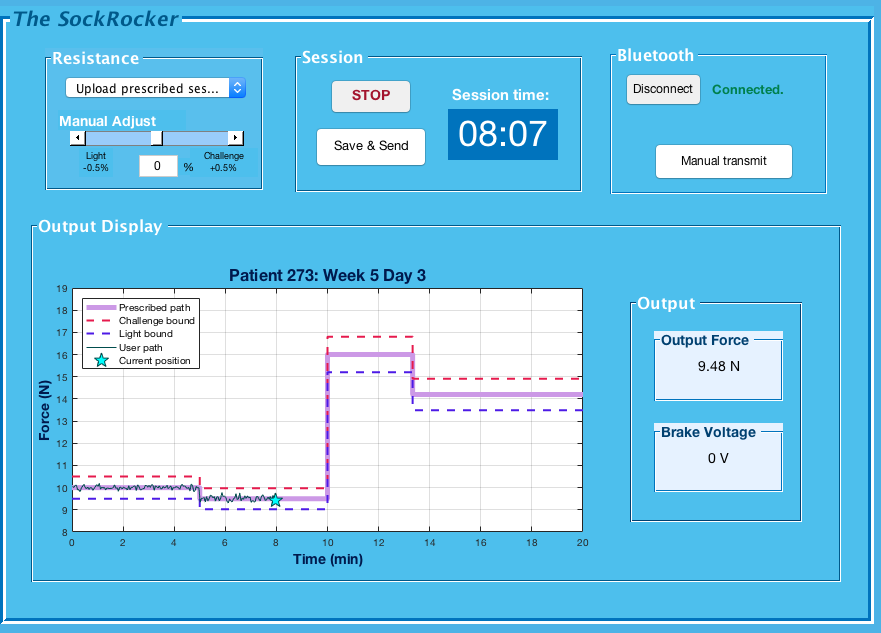 The SockRocker
Resistance
Upload prescribed ses...
Manual Adjust
Light
-0.5%
0
%
Challenge
+0.5%
Session
STOP
Save & Send
Session time:
08:07
Bluetooth
Disconnect
Connected.
Manual transmit
Output Display
Patient 273: Week 5 Day 3
Prescribed path
Challenge bound
Light bound
User path
Current position
Force (N)
19
18
17
16
15
14
13
12
11
10
9
8
0 2 4 6 8 10 12 14 16 18 20
Time (min)
Output
Output Force
9.48 N
Brake Voltage
0 V